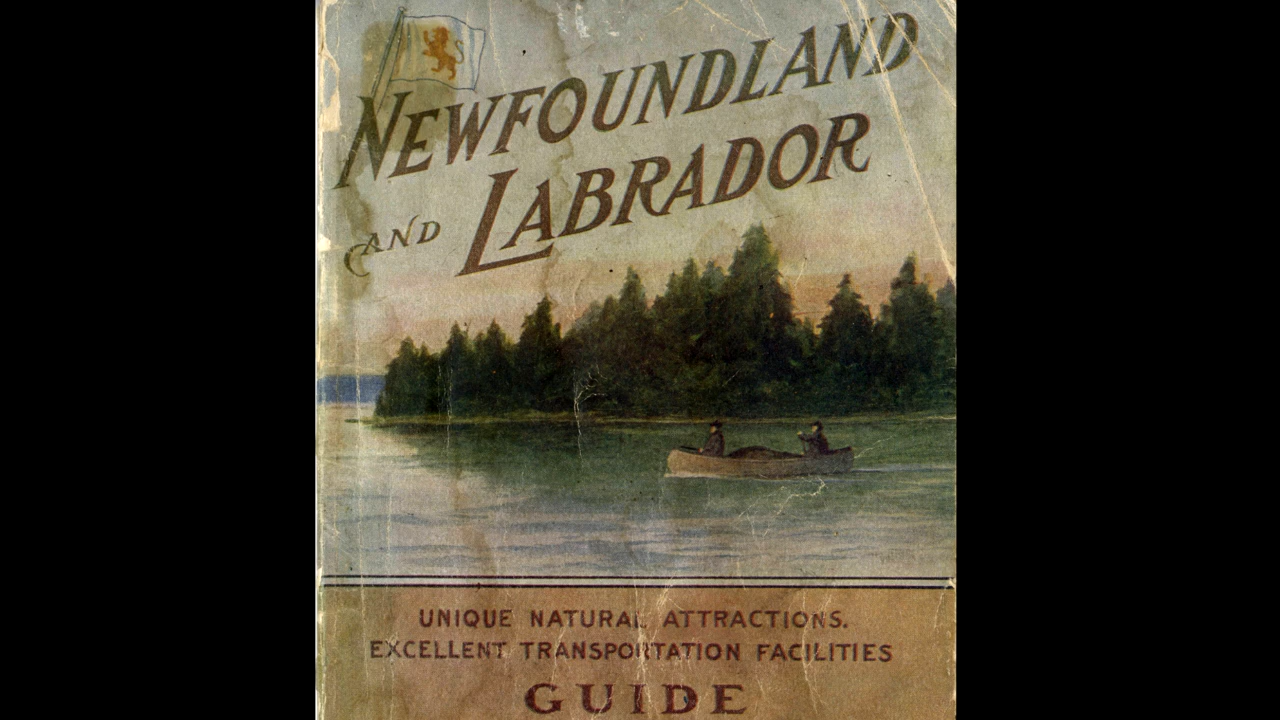 NEWFOUNDLAND
AND LABRADOR
UNIQUE NATURAL ATTRACTIONS.
EXCELLENT TRANSPORTATION FACILITIES
GUIDE